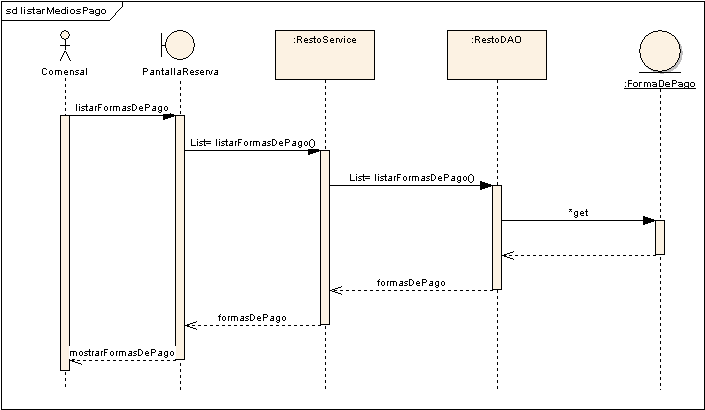 sd listarMediosPago
Comensal
PantallaReserva
:RestoService
:RestoDAO
:FormaDePago
listarFormasDePago
List= listarFormasDePago()
List= listarFormasDePago()
*get
formasDePago
formasDePago
mostrarFormasDePago